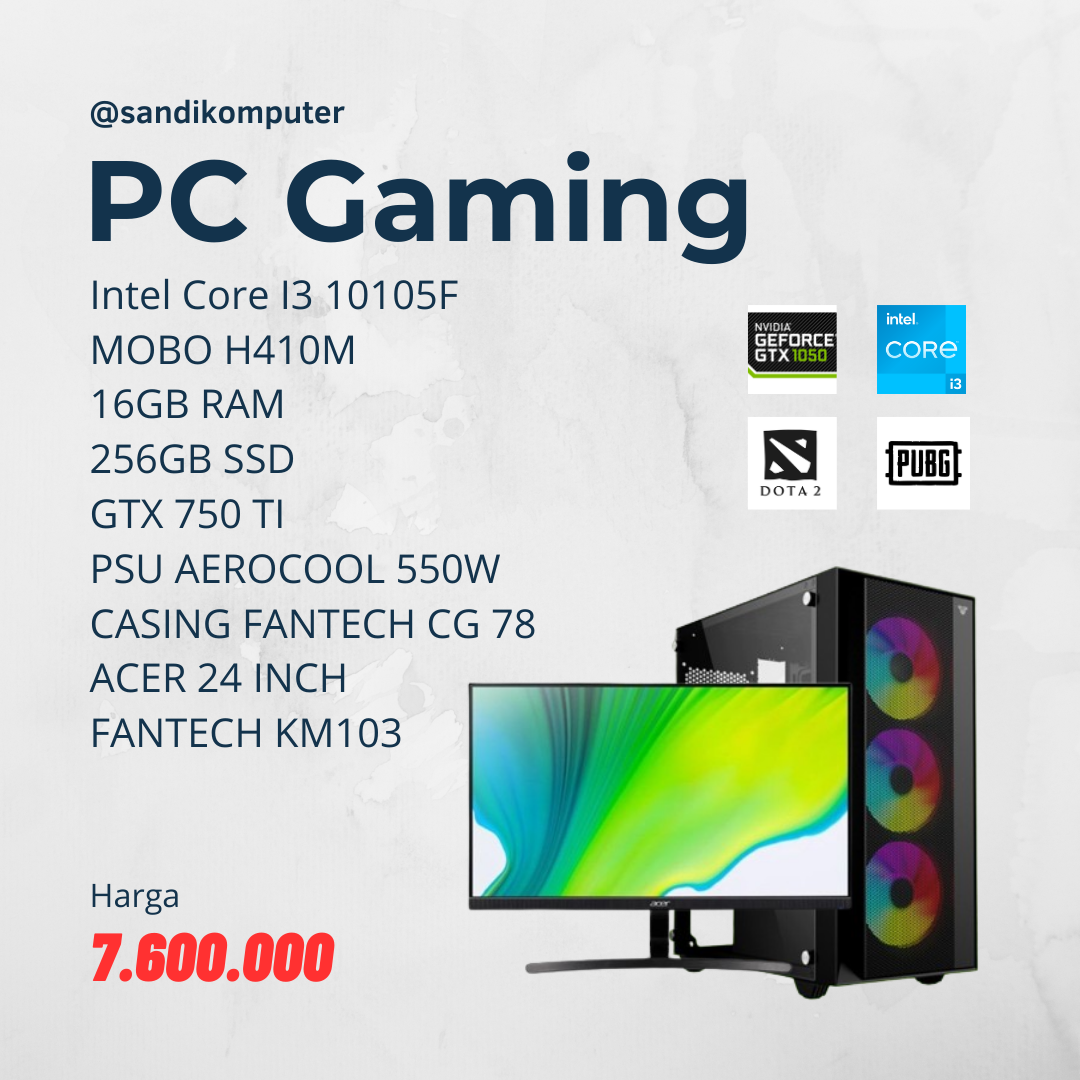 @sandikomputer
PC Gaming
Intel Core I3 10105F
MOBO H410M
16GB RAM
256GB SSD
GTX 750 TI
PSU AEROCOOL 550W
CASING FANTECH CG 78
ACER 24 INCH
FANTECH KM103
NVIDIA
GEFORCE
GTX 1050
intel.
CORE
i3
DOTA 2
PUBG
acer
Harga
7.600.000